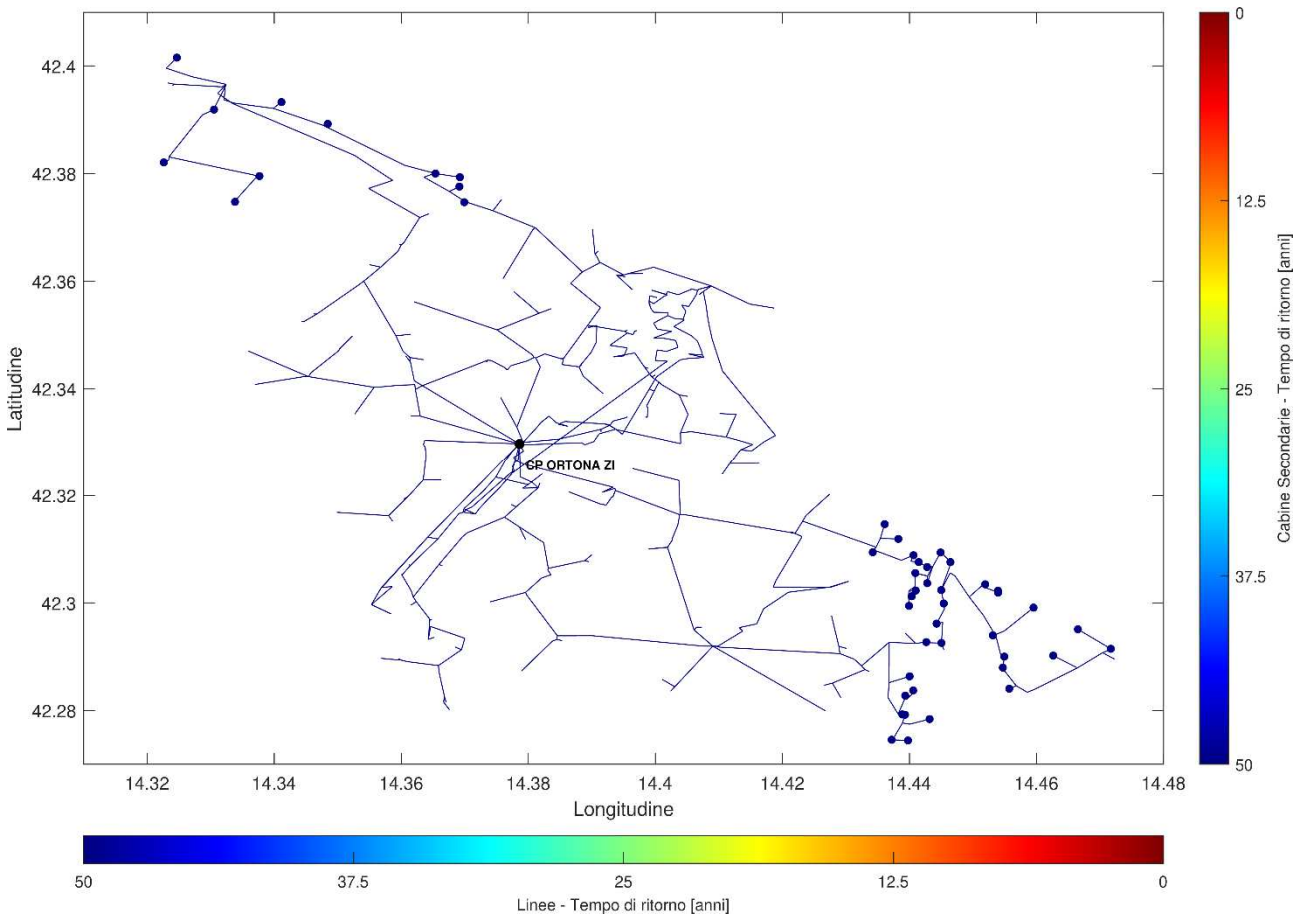 42.4
42.38
42.36
42.34
42.32
42.3
42.28
Latitudine
CP ORTONA ZI
14.32 14.34 14.36 14.38 14.4 14.42 14.44 14.46 14.48
Longitudine
0
12.5
25
37.5
50
Cabine Secondarie - Tempo di ritorno [anni]
50 37.5 25 12.5 0
Linee - Tempo di ritorno [anni]